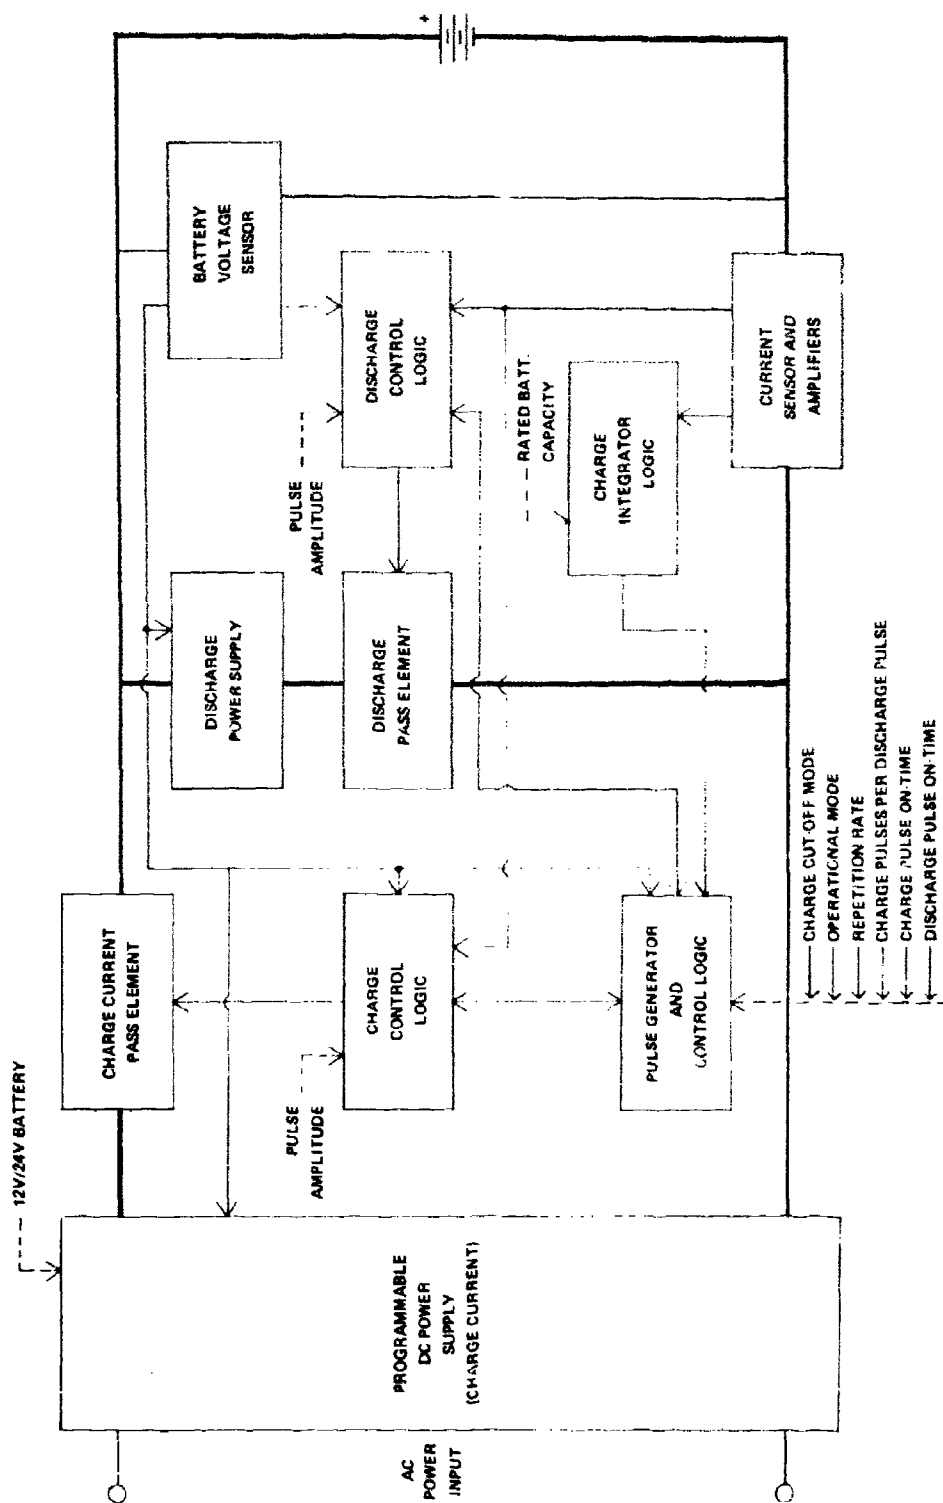 12V/24V BATTERY
AC
POWER
INPUT
PROGRAMMABLE
DC POWER
SUPPLY
(CHARGE CURRENT)
CHARGE CURRENT
PASS ELEMENT
PULSE
AMPLITUDE
CHARGE
CONTROL
LOGIC
PULSE GENERATOR
AND
CONTROL LOGIC
CHARGE CUT-OFF MODE
OPERATIONAL MODE
REPETITION RATE
CHARGE PULSES PER DISCHARGE PULSE
CHARGE PULSE ON-TIME
DISCHARGE PULSE ON-TIME
DISCHARGE
POWER SUPPLY
DISCHARGE
PASS ELEMENT
PULSE
AMPLITUDE
DISCHARGE
CONTROL
LOGIC
BATTERY
VOLTAGE
SENSOR
RATED BATT.
CAPACITY
CHARGE
INTEGRATOR
LOGIC
CURRENT
SENSOR AND
AMPLIFIERS
+